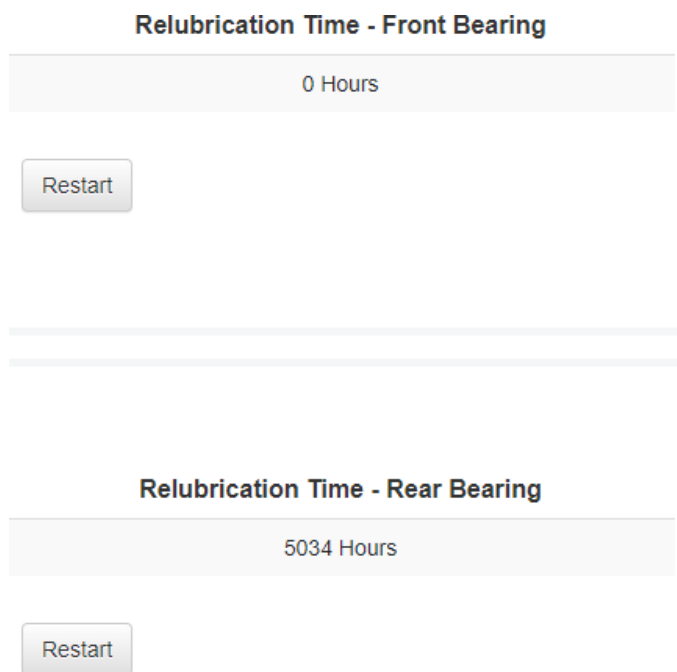 Relubrication Time - Front Bearing
0 Hours
Restart
Relubrication Time - Rear Bearing
5034 Hours
Restart